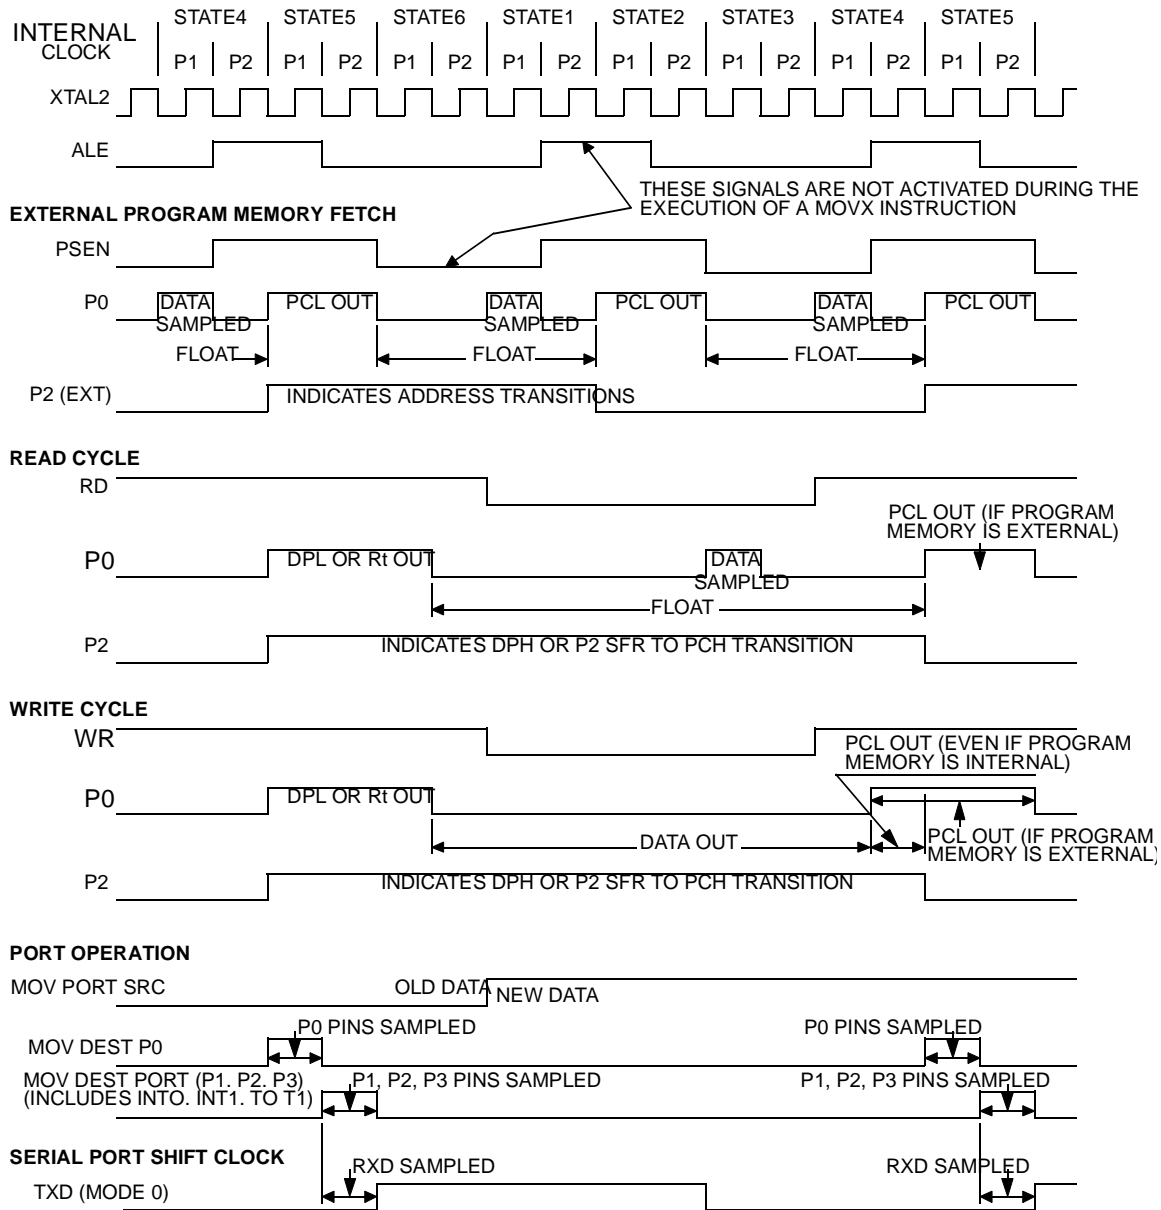 INTERNAL
CLOCK
STATE4 STATE5 STATE6 STATE1 STATE2 STATE3 STATE4 STATE5
P1 P2 P1 P2 P1 P2 P1 P2 P1 P2 P1 P2 P1 P2 P1 P2
XTAL2
ALE
THESE SIGNALS ARE NOT ACTIVATED DURING THE
EXECUTION OF A MOVX INSTRUCTION
EXTERNAL PROGRAM MEMORY FETCH
PSEN
P0 DATA PCL OUT DATA PCL OUT DATA PCL OUT
SAMPLED SAMPLED SAMPLED
FLOAT FLOAT FLOAT
P2 (EXT) INDICATES ADDRESS TRANSITIONS
READ CYCLE
RD
PCL OUT (IF PROGRAM
MEMORY IS EXTERNAL)
P0 DPL OR Rt OUT DATA
SAMPLED
FLOAT
P2 INDICATES DPH OR P2 SFR TO PCH TRANSITION
WRITE CYCLE
WR
PCL OUT (EVEN IF PROGRAM
MEMORY IS INTERNAL)
P0 DPL OR Rt OUT
DATA OUT
PCL OUT (IF PROGRAM
MEMORY IS EXTERNAL)
P2 INDICATES DPH OR P2 SFR TO PCH TRANSITION
PORT OPERATION
MOV PORT SRC OLD DATA NEW DATA
P0 PINS SAMPLED P0 PINS SAMPLED
MOV DEST P0
MOV DEST PORT (P1. P2. P3) P1, P2, P3 PINS SAMPLED P1, P2, P3 PINS SAMPLED
(INCLUDES INTO. INT1. TO T1)
SERIAL PORT SHIFT CLOCK
RXD SAMPLED RXD SAMPLED
TXD (MODE 0)